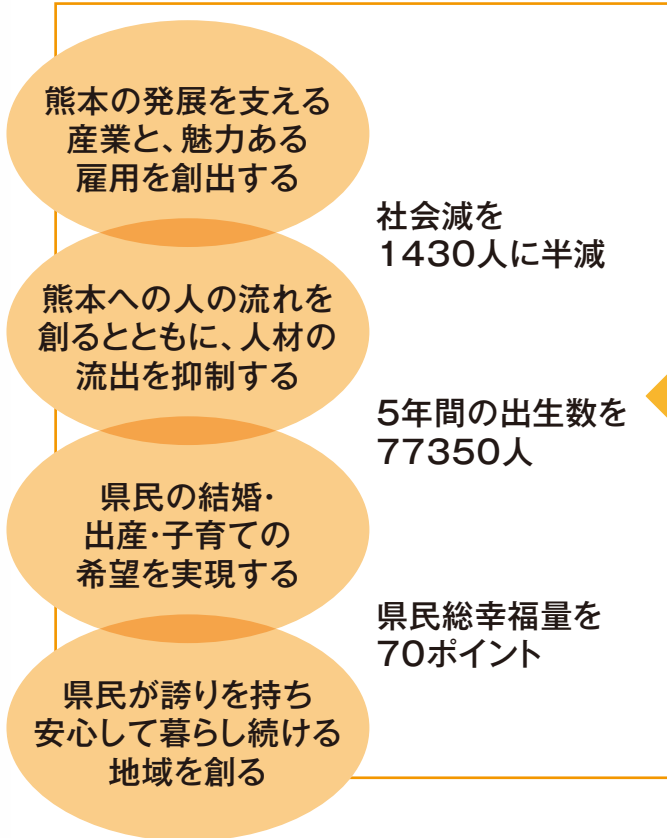 熊本の発展を支える
産業と、魅力ある
雇用を創出する
熊本への人の流れを
創るとともに、人材の
流出を抑制する
県民の結婚・
出産・子育ての
希望を実現する
県民が誇りを持ち
安心して暮らし続ける
地域を創る
社会減を
1430人に半減
5年間の出生数を
77350人
県民総幸福量を
70ポイント